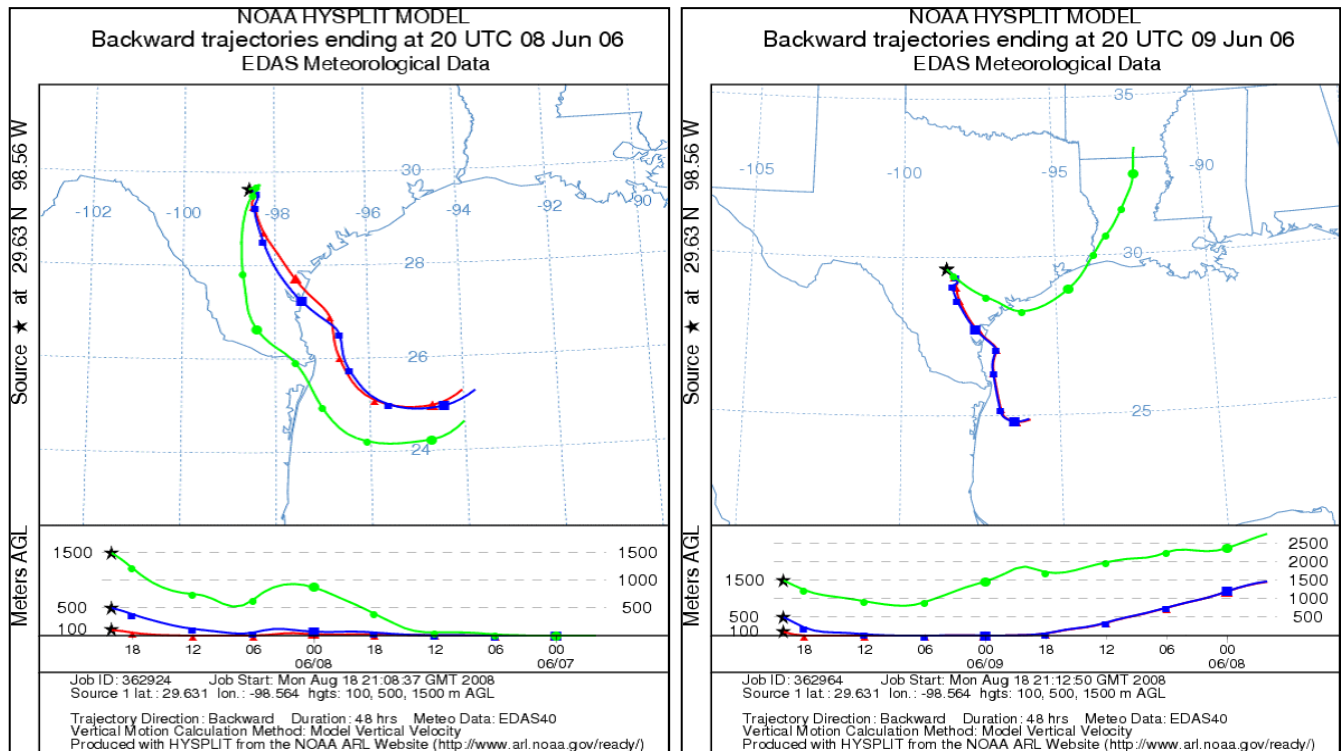 NOAA HYSPLIT MODEL
Backward trajectories ending at 20 UTC 08 Jun 06
EDAS Meteorological Data
Source ★ at 29.63 N 98.56 W
30
-102
-100
-98
-96
-94
-92
-90
28
26
24
Meters AGL
1500
500
100
1500
1000
500
18
12
06
00
18
12
06
00
06/08
06/07
Job ID: 362924 Job Start: Mon Aug 18 21:08:37 GMT 2008
Source 1 lat.: 29.631 lon.: -98.564 hgts: 100, 500, 1500 m AGL
Trajectory Direction: Backward Duration: 48 hrs Meteo Data: EDAS40
Vertical Motion Calculation Method: Model Vertical Velocity
Produced with HYSPLIT from the NOAA ARL Website (http://www.arl.noaa.gov/ready/)
NOAA HYSPLIT MODEL
Backward trajectories ending at 20 UTC 09 Jun 06
EDAS Meteorological Data
Source ★ at 29.63 N 98.56 W
35
-105
-100
-95
-90
30
25
Meters AGL
1500
500
100
2500
2000
1500
1000
500
18
12
06
00
18
12
06
00
06/09
06/08
Job ID: 362964 Job Start: Mon Aug 18 21:12:50 GMT 2008
Source 1 lat.: 29.631 lon.: -98.564 hgts: 100, 500, 1500 m AGL
Trajectory Direction: Backward Duration: 48 hrs Meteo Data: EDAS40
Vertical Motion Calculation Method: Model Vertical Velocity
Produced with HYSPLIT from the NOAA ARL Website (http://www.arl.noaa.gov/ready/)